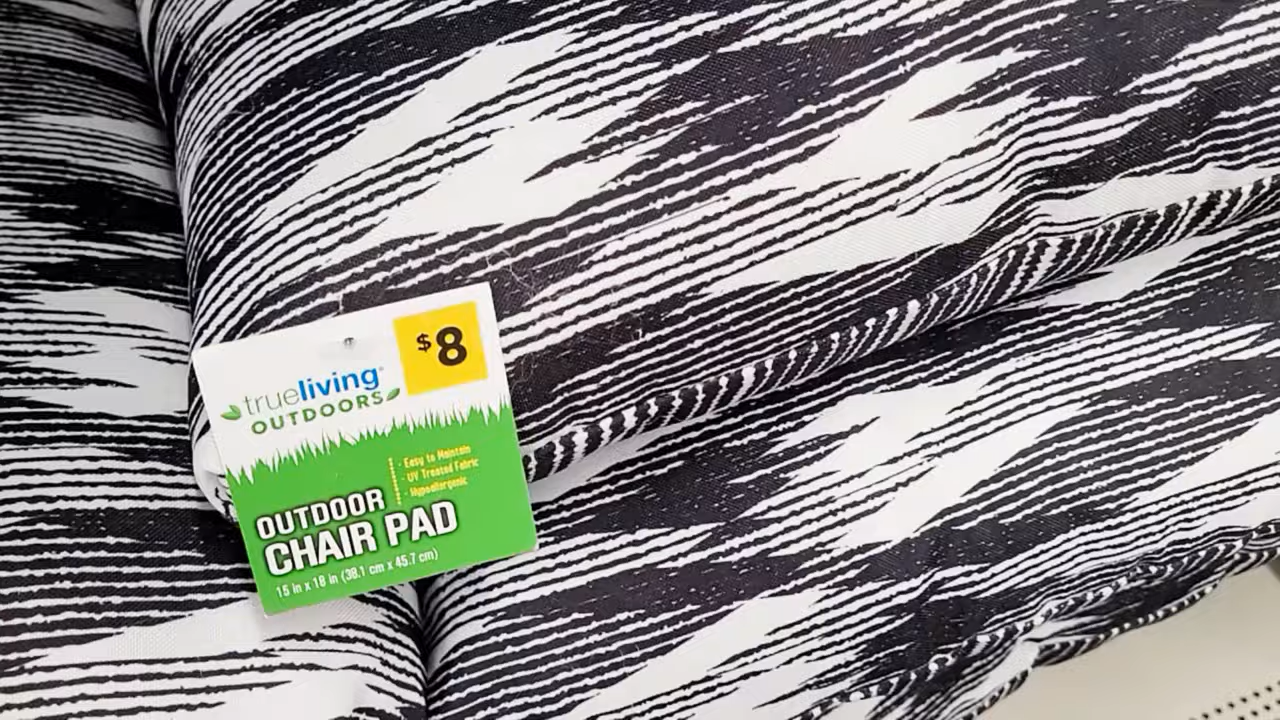 $8
trueliving®
OUTDOORS
- Easy to Maintain
- UV Treated Fabric
- Hypoallergenic
OUTDOOR
CHAIR PAD
15 in x 18 in (38.1 cm x 45.7 cm)